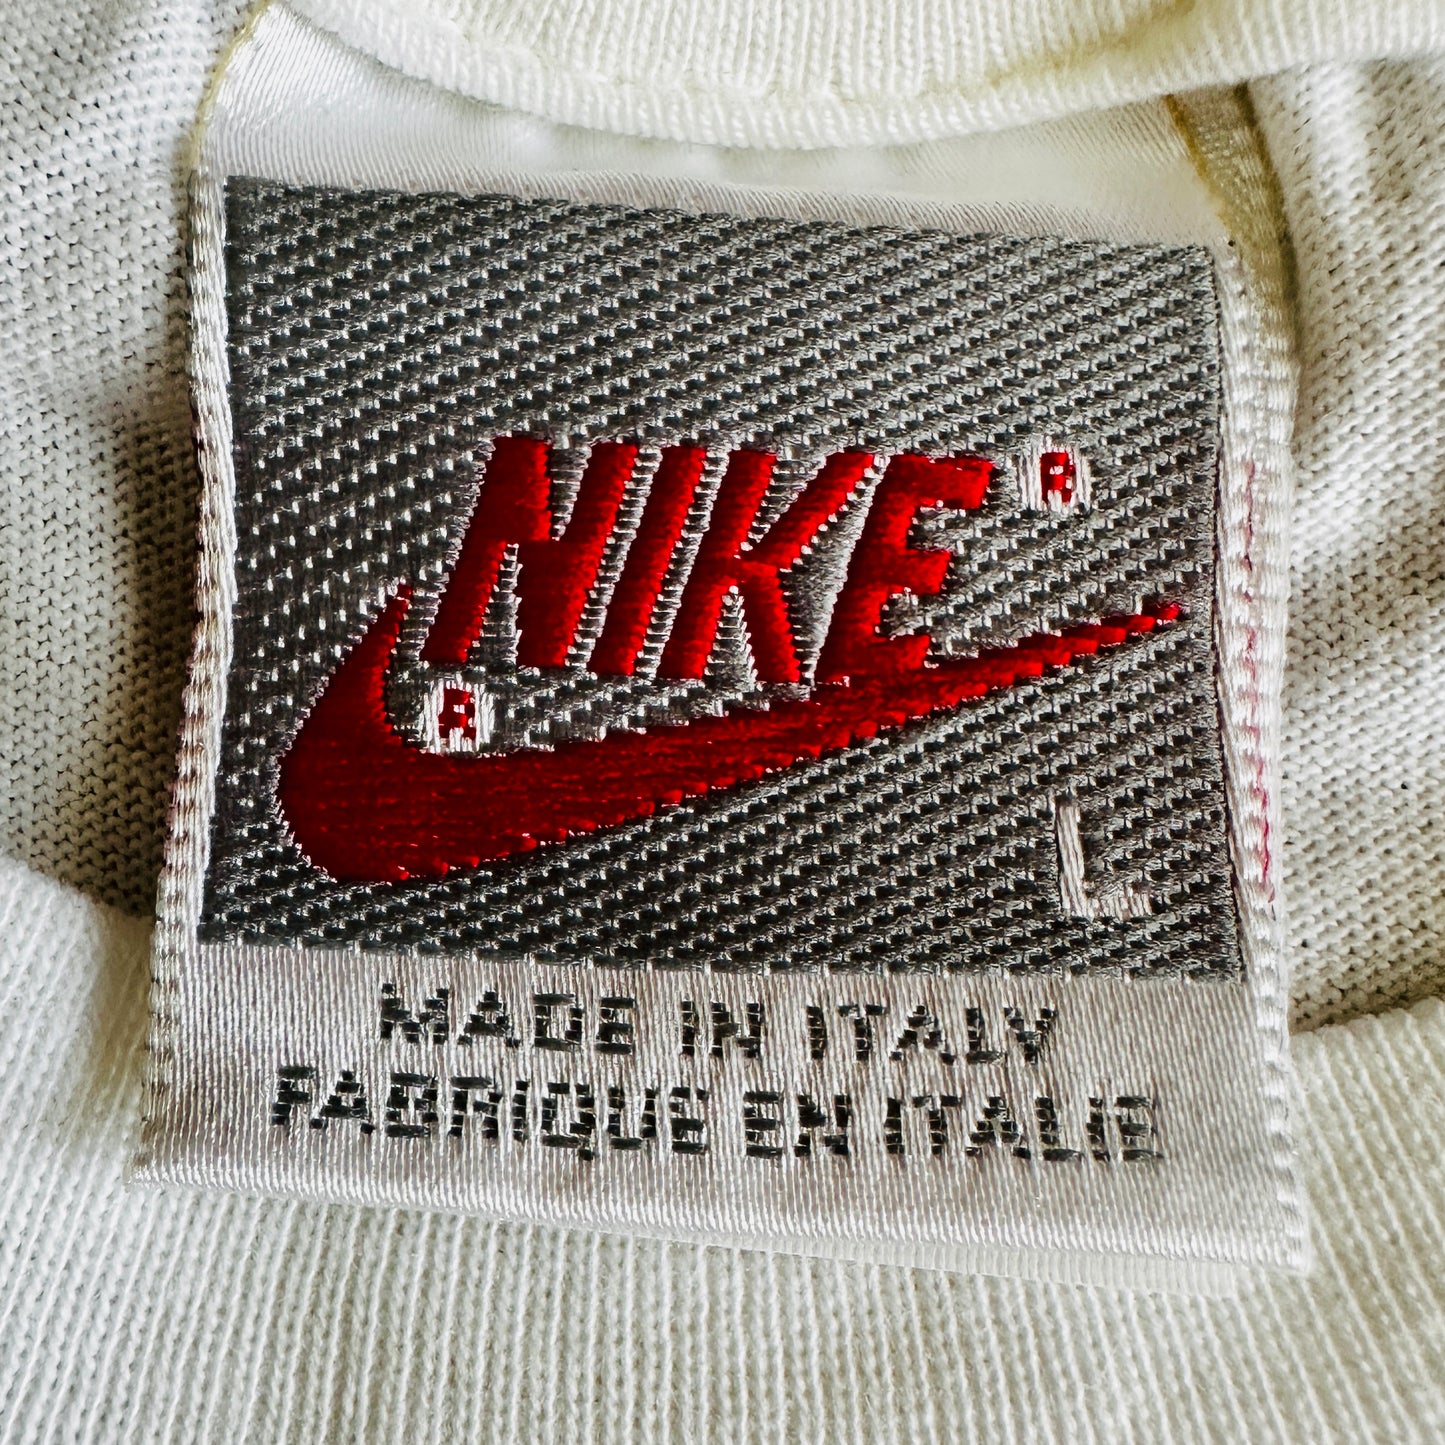 NIKE ®
®
L
MADE IN ITALY
FABRIQUE EN ITALIE